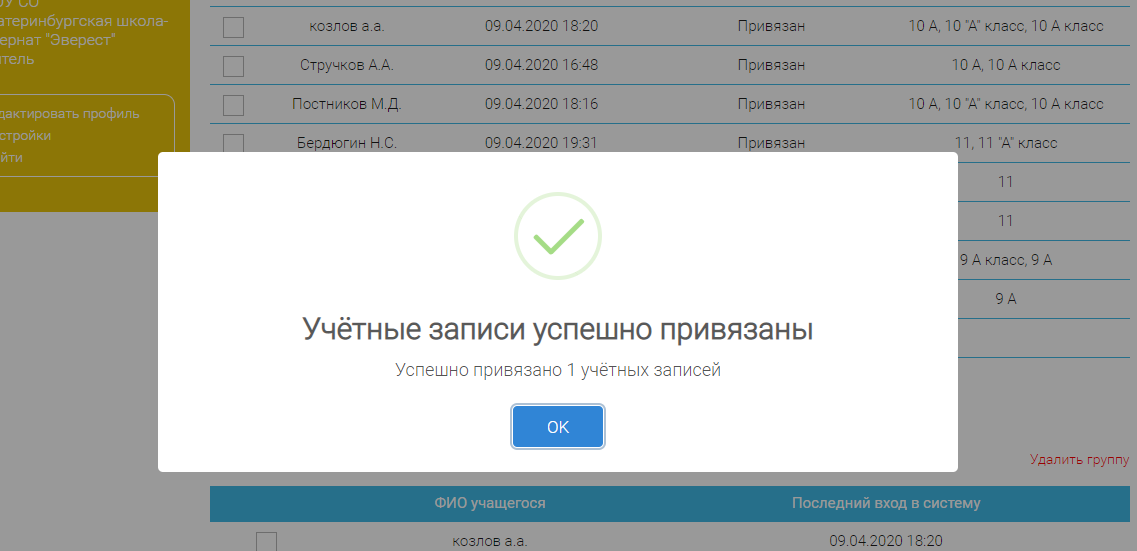 ОУ СО
атеринбургская школа-
ернат "Эверест"
итель
дактировать профиль
стройки
йти
козлов а.а. 09.04.2020 18:20 Привязан 10 А, 10 "А" класс, 10 А класс
Стручков А.А. 09.04.2020 16:48 Привязан 10 А, 10 А класс
Постников М.Д. 09.04.2020 18:16 Привязан 10 А, 10 "А" класс, 10 А класс
Бердюгин Н.С. 09.04.2020 19:31 Привязан 11, 11 "А" класс
11
11
9 А класс, 9 А
9 А
Учётные записи успешно привязаны
Успешно привязано 1 учётных записей
OK
Удалить группу
ФИО учащегося Последний вход в систему
козлов а.а. 09.04.2020 18:20